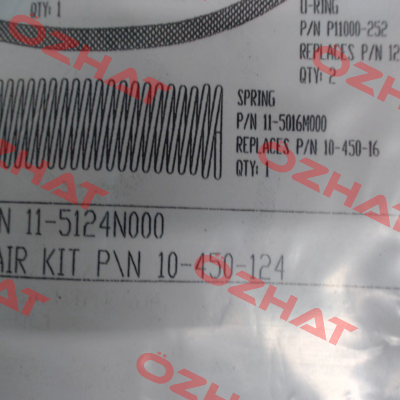 QTY: 1
O-RING
P/N P11000-252
REPLACES P/N 12
QTY: 2
SPRING
P/N 11-5016M000
REPLACES P/N 10-450-16
QTY: 1
N 11-5124N000
AIR KIT P\N 10-450-124
OZHAT
OZHAT
OZHAT
OZHAT
OZHAT